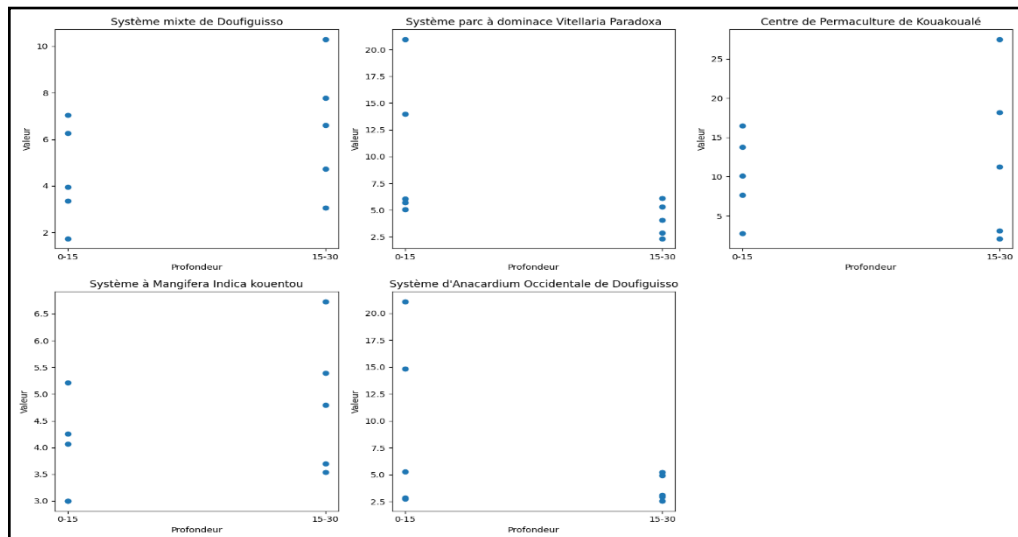 Système mixte de Doufiguisso
10
8
6
4
2
Valeur
0-15
15-30
Profondeur
Système parc à dominace Vitellaria Paradoxa
20.0
17.5
15.0
12.5
10.0
7.5
5.0
2.5
Valeur
0-15
15-30
Profondeur
Centre de Permaculture de Kouakoualé
25
20
15
10
5
Valeur
0-15
15-30
Profondeur
Système à Mangifera Indica kouentou
6.5
6.0
5.5
5.0
4.5
4.0
3.5
3.0
Valeur
0-15
15-30
Profondeur
Système d'Anacardium Occidentale de Doufiguisso
20.0
17.5
15.0
12.5
10.0
7.5
5.0
2.5
Valeur
0-15
15-30
Profondeur